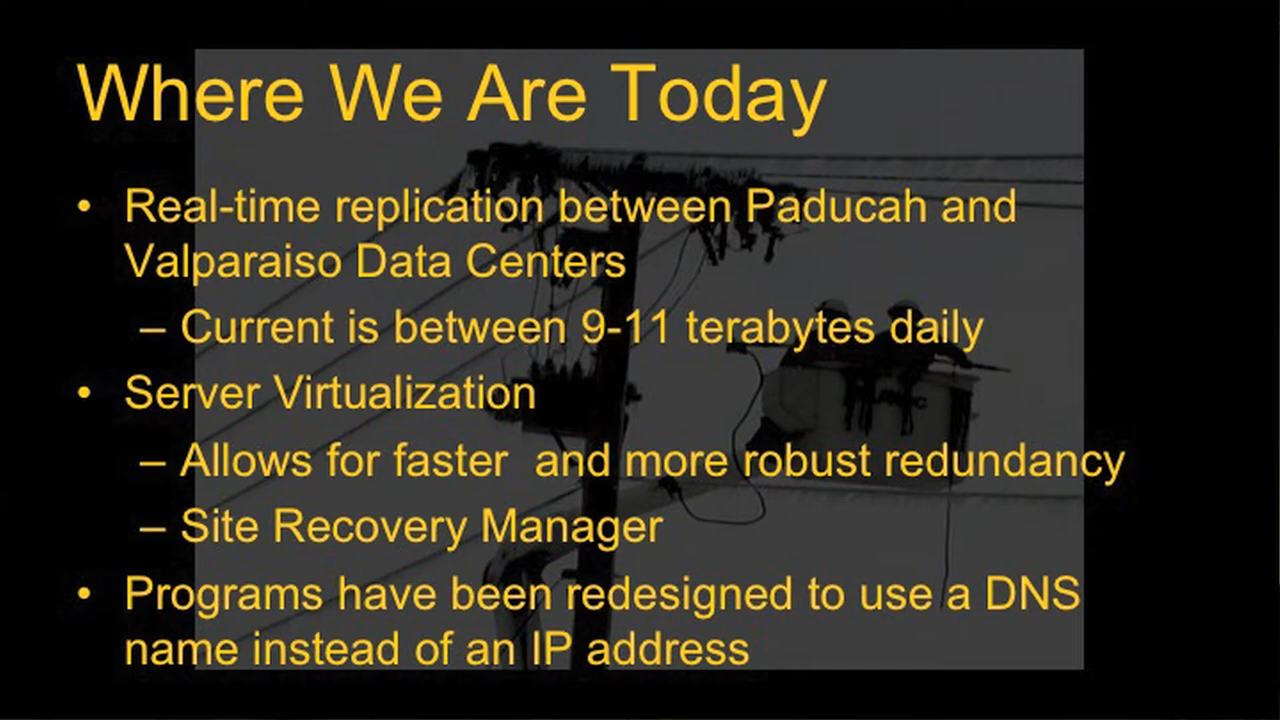 Where We Are Today
• Real-time replication between Paducah and
Valparaiso Data Centers
– Current is between 9-11 terabytes daily
• Server Virtualization
– Allows for faster  and more robust redundancy
– Site Recovery Manager
• Programs have been redesigned to use a DNS
name instead of an IP address